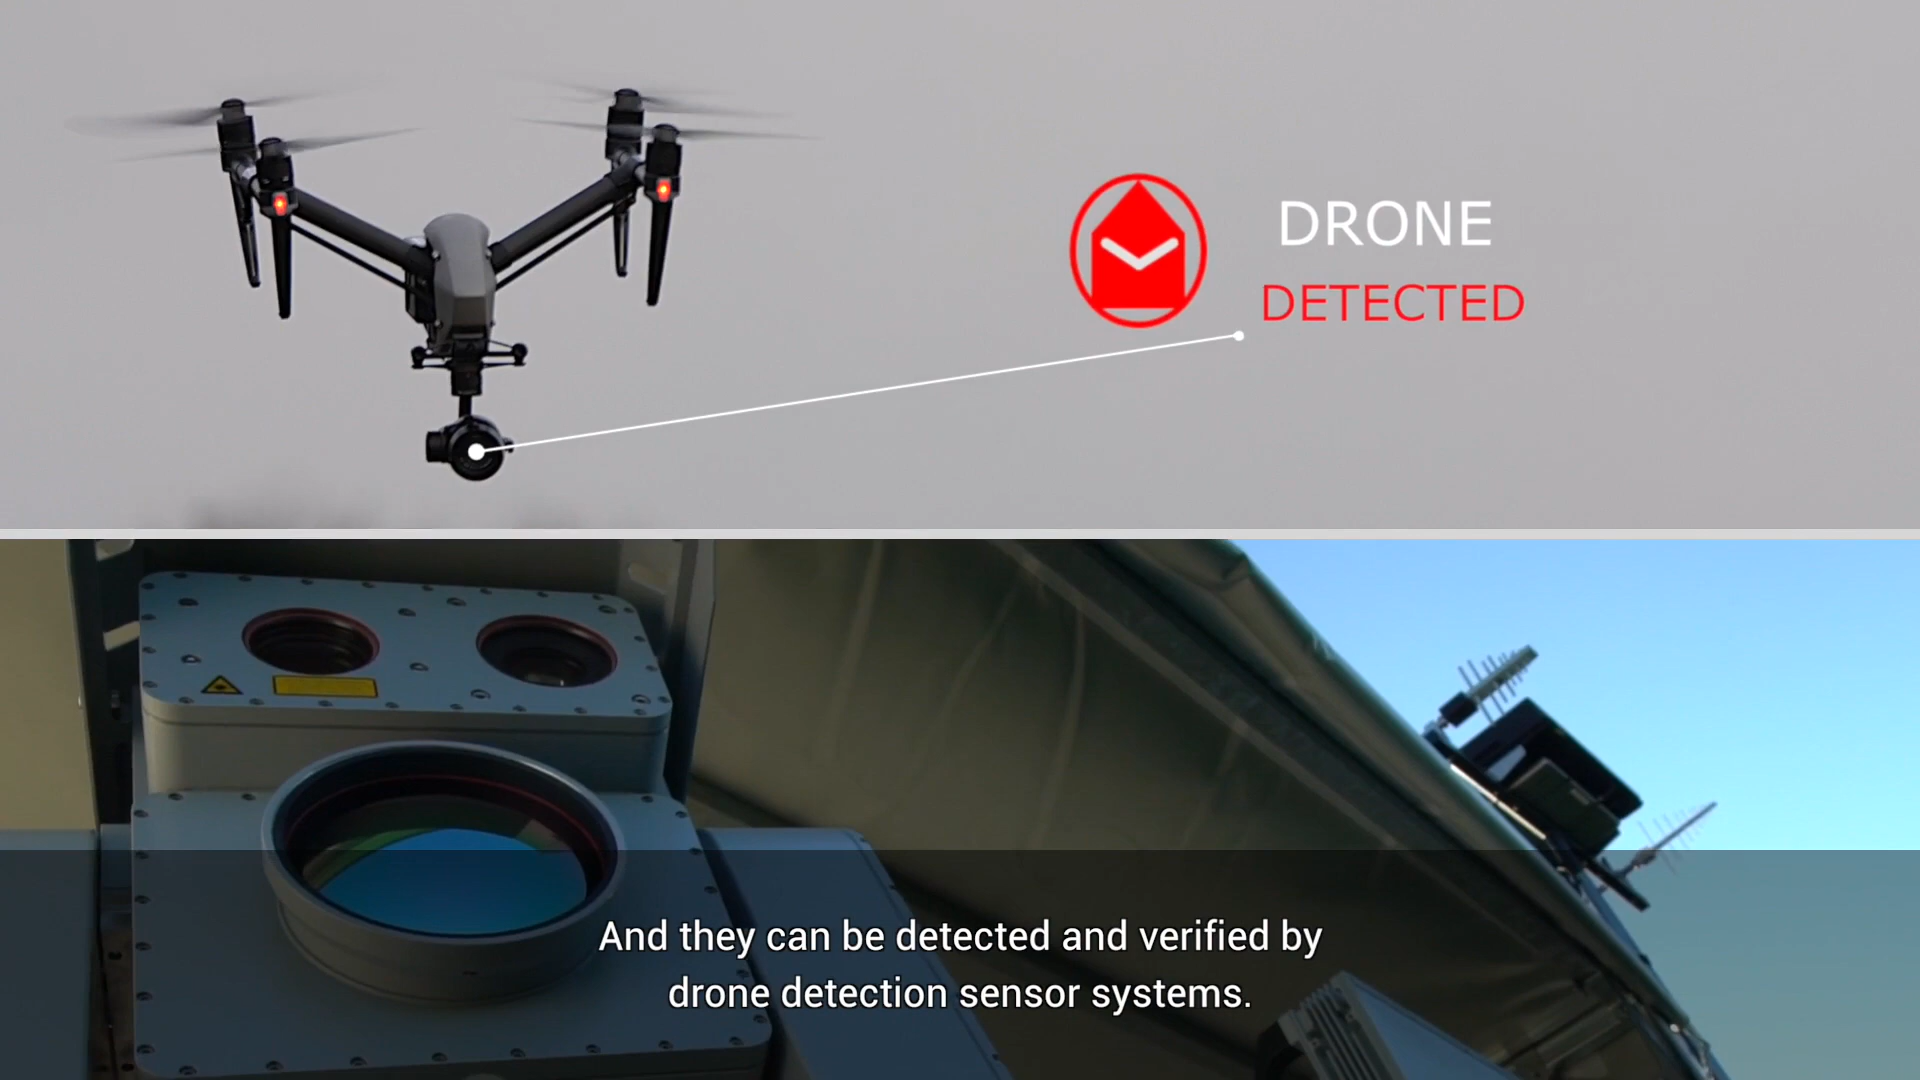 DRONE
DETECTED
And they can be detected and verified by
drone detection sensor systems.